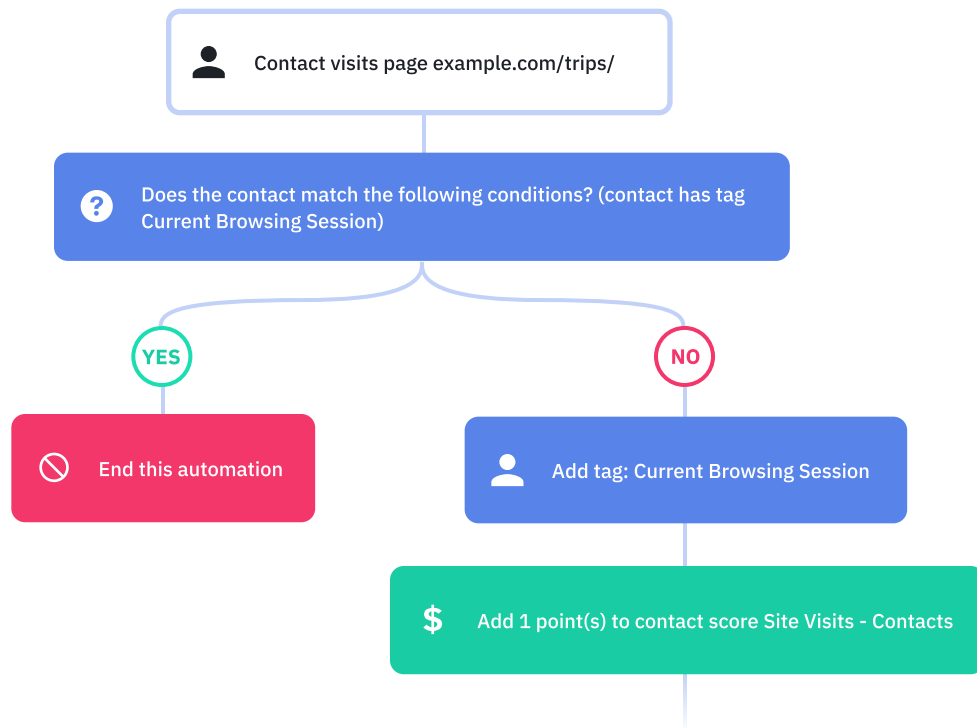 Contact visits page example.com/trips/
?
Does the contact match the following conditions? (contact has tag
Current Browsing Session)
YES
NO
End this automation
Add tag: Current Browsing Session
$
Add 1 point(s) to contact score Site Visits - Contacts